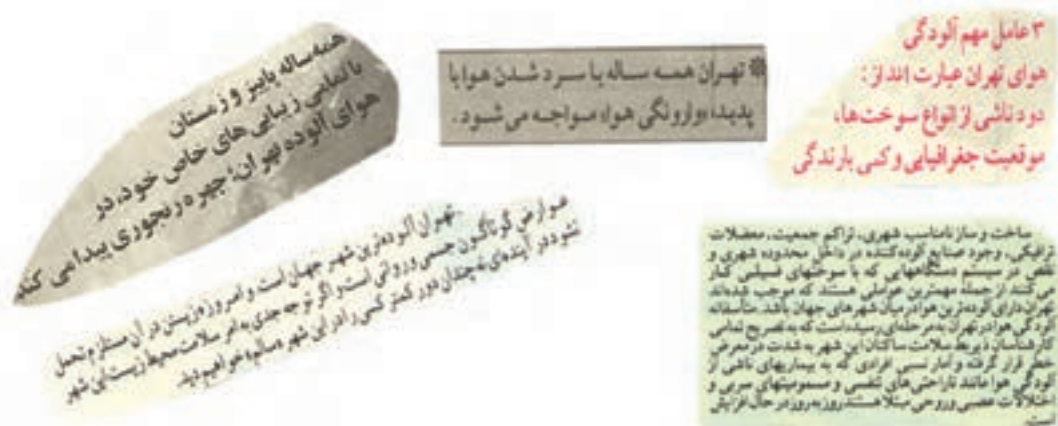 ۳ عامل مهم آلودگی
هوای تهران عبارت اند از:
دود ناشی از انواع سوخت‌ها،
موقعیت جغرافیایی و کمی بارندگی
* تهران همه ساله با سرد شدن هوا با
پدیده «وارونگی هوا» مواجه می‌شود.
همه ساله پاییز و زمستان
با تمامی زیبایی‌های خاص خود، در
هوای آلوده تهران؛ چهره رنجوری پیدا می‌کند
ساخت و ساز نامناسب شهری، تراکم جمعیت، معضلات
ترافیکی، وجود صنایع آلوده‌کننده در داخل محدوده شهری و
نقص در سیستم دستگاههایی که با سوختهای فسیلی کار
می‌کنند از جمله مهمترین عواملی هستند که موجب شده‌اند
تهران دارای آلوده‌ترین هوا در میان شهرهای جهان باشد. متأسفانه
آلودگی هوا در تهران به مرحله‌ای رسیده است که به تصریح تمامی
کارشناسان ذیربط سلامت ساکنان این شهر به شدت در معرض
خطر قرار گرفته و آمار نسبی افرادی که به بیماریهای ناشی از
آلودگی هوا مانند ناراحتی‌های تنفسی و مسمومیتهای سربی و
اختلالات عصبی و روحی مبتلا هستند روز به روز در حال افزایش
است.
تهران آلوده‌ترین شهر جهان است و امروزه زیستن در آن مستلزم تحمل
عوارض گوناگون جسمی و روانی است و اگر توجه جدی به امر سلامت محیط زیست این شهر
نشود در آینده‌ای نه چندان دور کمتر کسی را در این شهر «سالم» خواهیم دید.